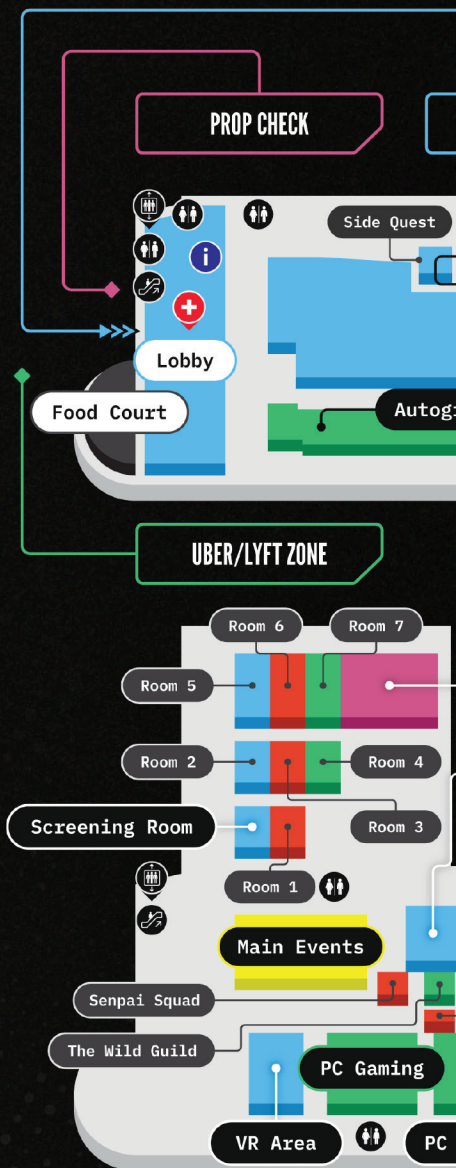 PROP CHECK
Side Quest
i
Lobby
Food Court
UBER/LYFT ZONE
Room 6
Room 7
Room 5
Room 2
Room 4
Screening Room
Room 3
Room 1
Main Events
Senpai Squad
The Wild Guild
PC Gaming
VR Area
PC